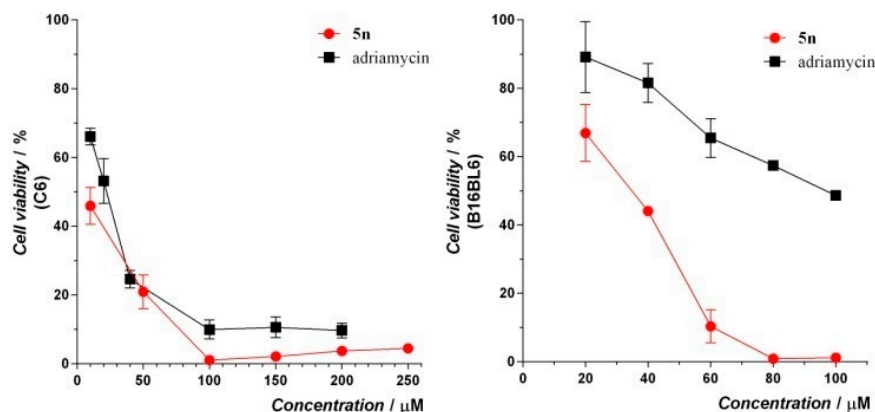 Cell viability / %
(C6)
100
80
60
40
20
0
0
50
100
150
200
250
Concentration / μM
5n
adriamycin
Cell viability / %
(B16BL6)
100
80
60
40
20
0
20
40
60
80
100
Concentration / μM
5n
adriamycin